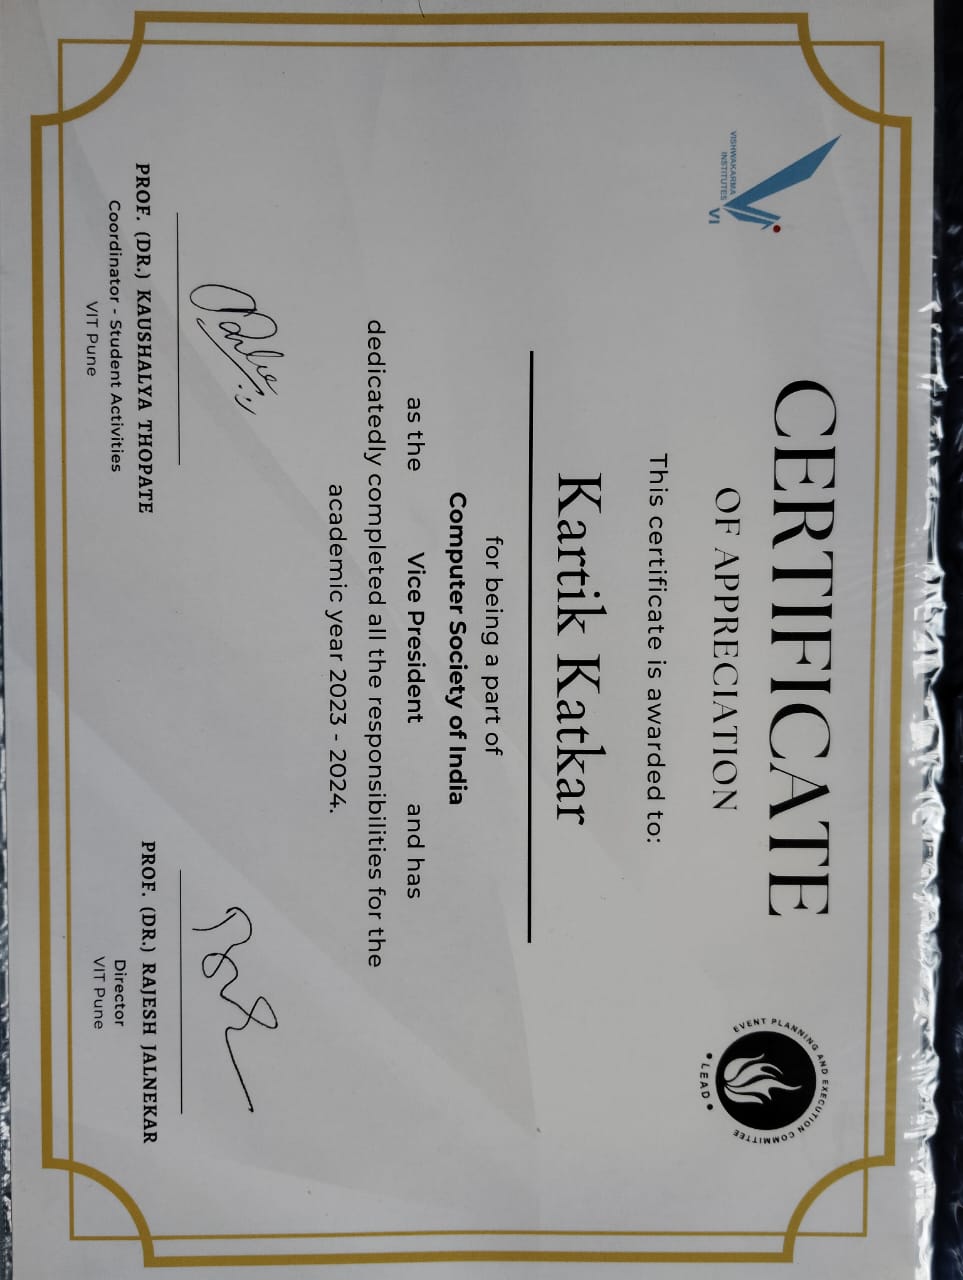 CERTIFICATE
OF APPRECIATION
VISHWAKARMA
INSTITUTES
VI
EVENT PLANNING AND EXECUTION COMMITTEE
• LEAD •
This certificate is awarded to:
Kartik Katkar
for being a part of
Computer Society of India
as the Vice President and has
dedicatedly completed all the responsibilities for the
academic year 2023 - 2024.
PROF. (DR.) KAUSHALYA THOPATE
Coordinator - Student Activities
VIT Pune
PROF. (DR.) RAJESH JALNEKAR
Director
VIT Pune